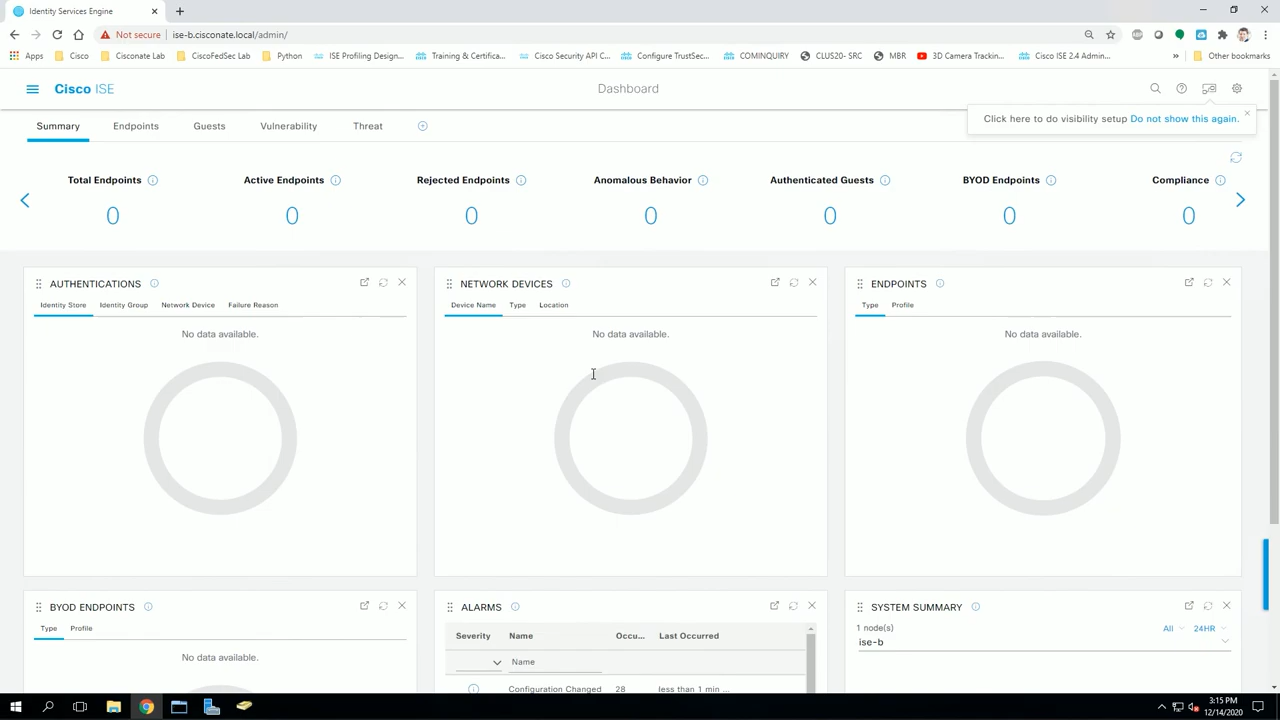 Identity Services Engine
Not secure | ise-b.cisconate.local/admin/
Apps Cisco Cisconate Lab CiscoFedSec Lab Python ISE Profiling Design... Training & Certifica... Cisco Security API C... Configure TrustSec... COMINQUIRY CLUS20- SRC MBR 3D Camera Trackin... Cisco ISE 2.4 Admin... » Other bookmarks
Cisco ISE Dashboard
Click here to do visibility setup Do not show this again.
Summary Endpoints Guests Vulnerability Threat
Total Endpoints Active Endpoints Rejected Endpoints Anomalous Behavior Authenticated Guests BYOD Endpoints Compliance
0 0 0 0 0 0 0
AUTHENTICATIONS NETWORK DEVICES ENDPOINTS
Identity Store Identity Group Network Device Failure Reason Device Name Type Location Type Profile
No data available. No data available. No data available.
BYOD ENDPOINTS ALARMS SYSTEM SUMMARY
Type Profile Severity Name Occu... Last Occurred 1 node(s) All 24HR
ise-b
No data available. Name
Configuration Changed 28 less than 1 min ...
3:15 PM
12/14/2020